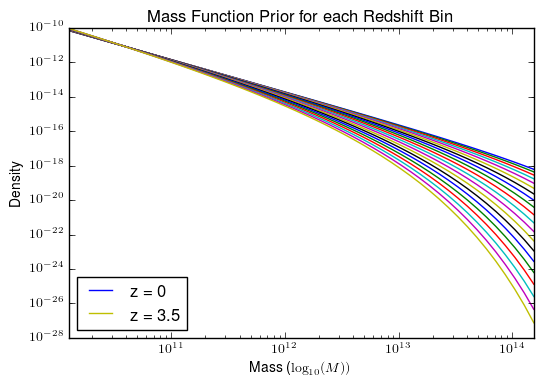 Mass Function Prior for each Redshift Bin
10^{-10}
10^{-12}
10^{-14}
10^{-16}
10^{-18}
10^{-20}
10^{-22}
10^{-24}
10^{-26}
10^{-28}
Density
z = 0
z = 3.5
10^{11}
10^{12}
10^{13}
10^{14}
Mass (log_{10}(M))